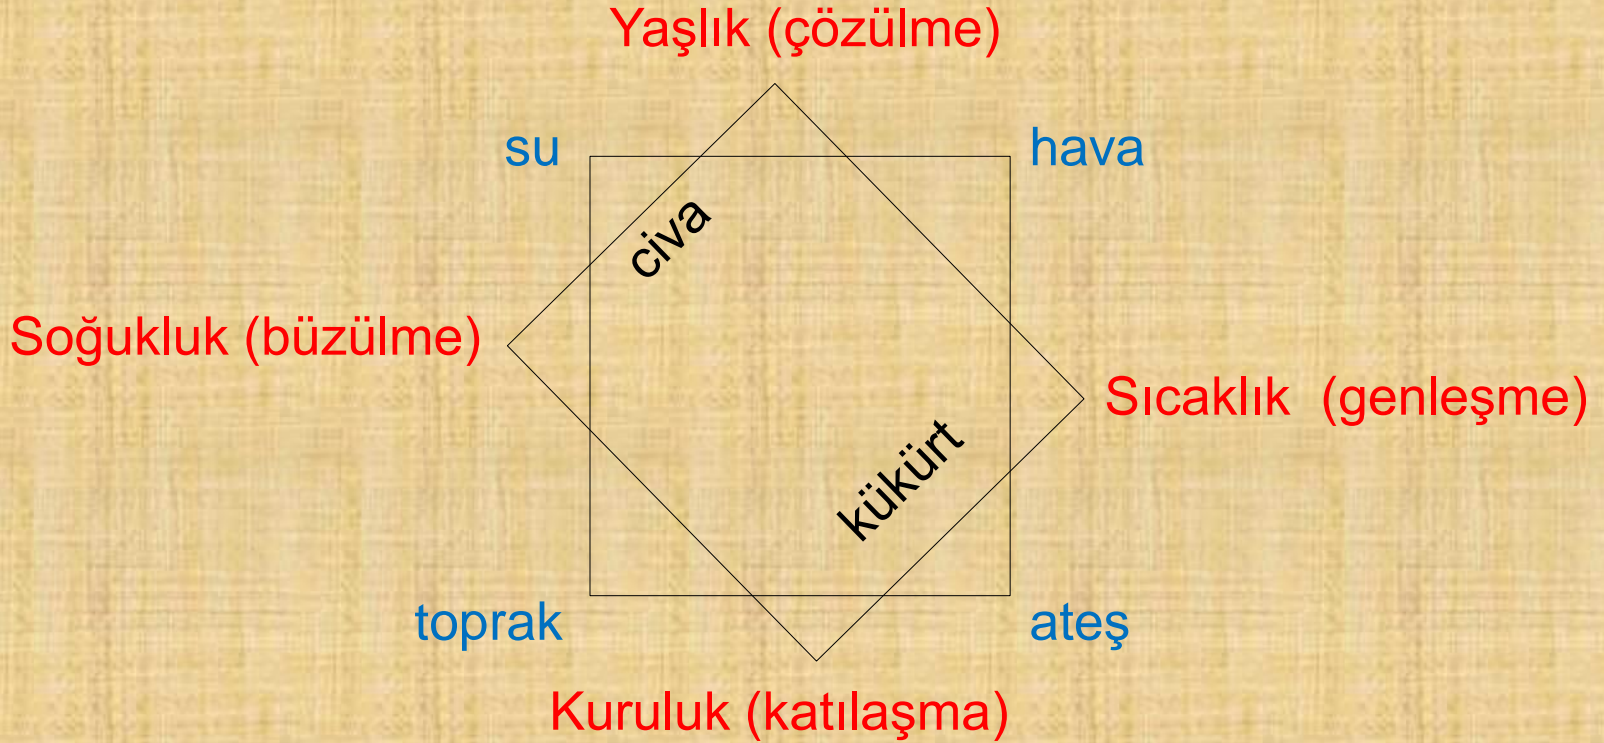 Yaşlık (çözülme)
su
hava
civa
Soğukluk (büzülme)
Sıcaklık (genleşme)
kükürt
toprak
ateş
Kuruluk (katılaşma)